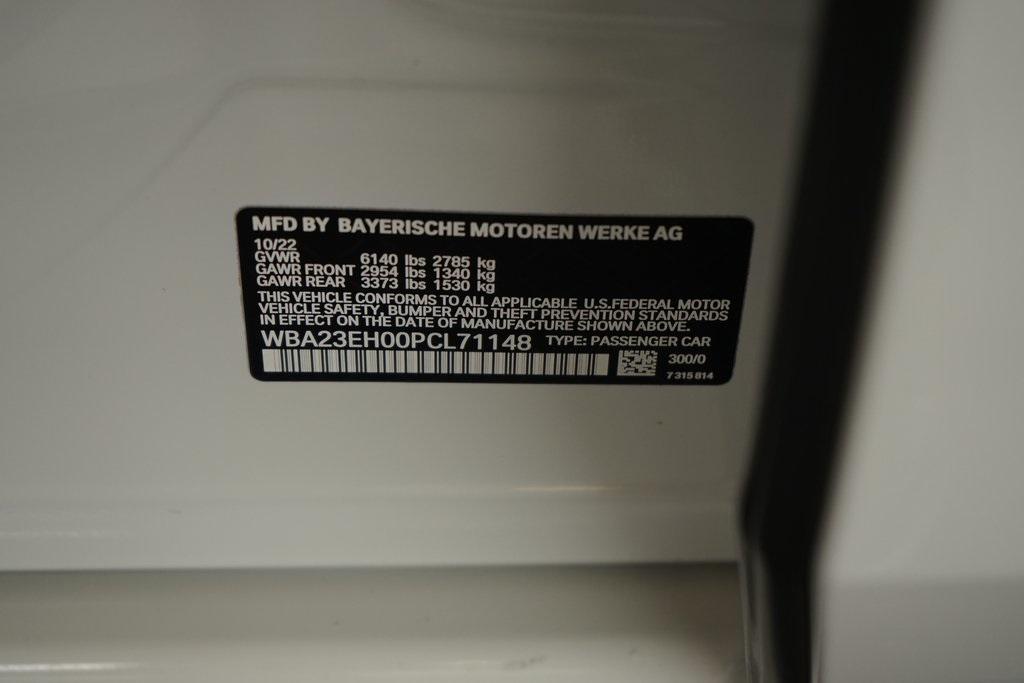 MFD BY BAYERISCHE MOTOREN WERKE AG
10/22
GVWR 6140 lbs 2785 kg
GAWR FRONT 2954 lbs 1340 kg
GAWR REAR 3373 lbs 1530 kg
THIS VEHICLE CONFORMS TO ALL APPLICABLE U.S.FEDERAL MOTOR
VEHICLE SAFETY, BUMPER AND THEFT PREVENTION STANDARDS
IN EFFECT ON THE DATE OF MANUFACTURE SHOWN ABOVE.
WBA23EH00PCL71148 TYPE: PASSENGER CAR
300/0
7 315 814